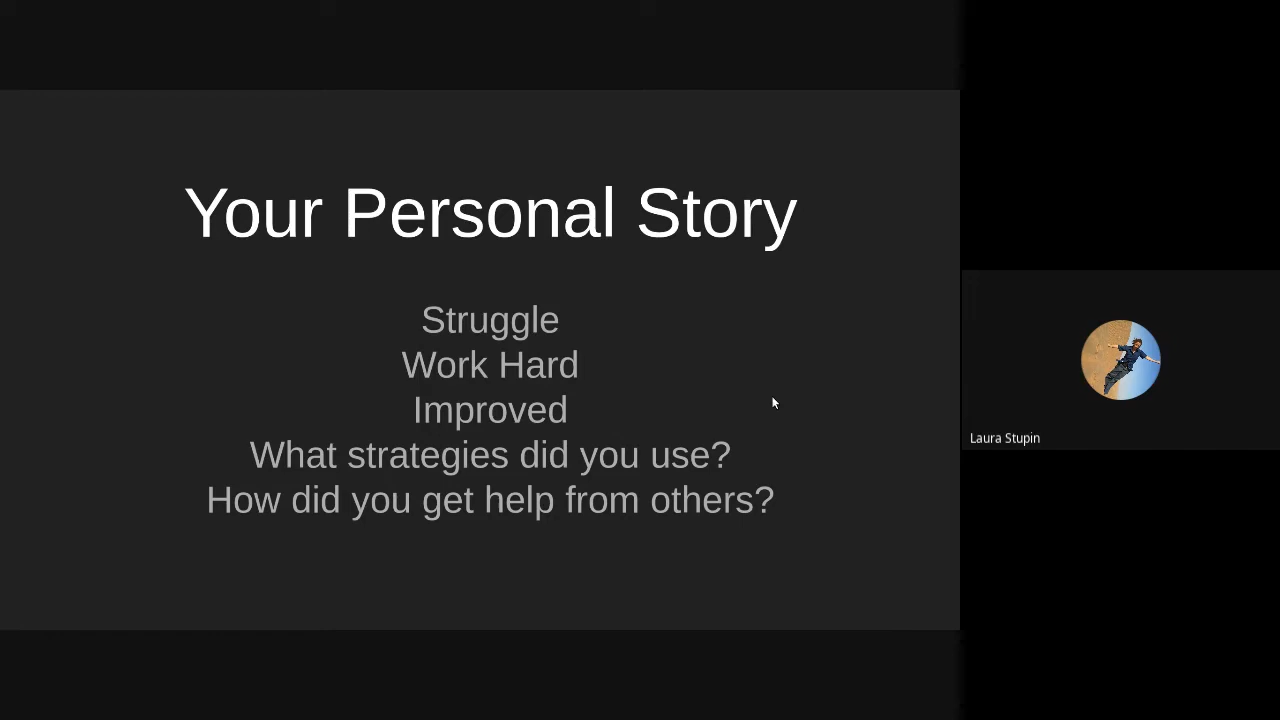 Your Personal Story
Struggle
Work Hard
Improved
What strategies did you use?
How did you get help from others?
Laura Stupin